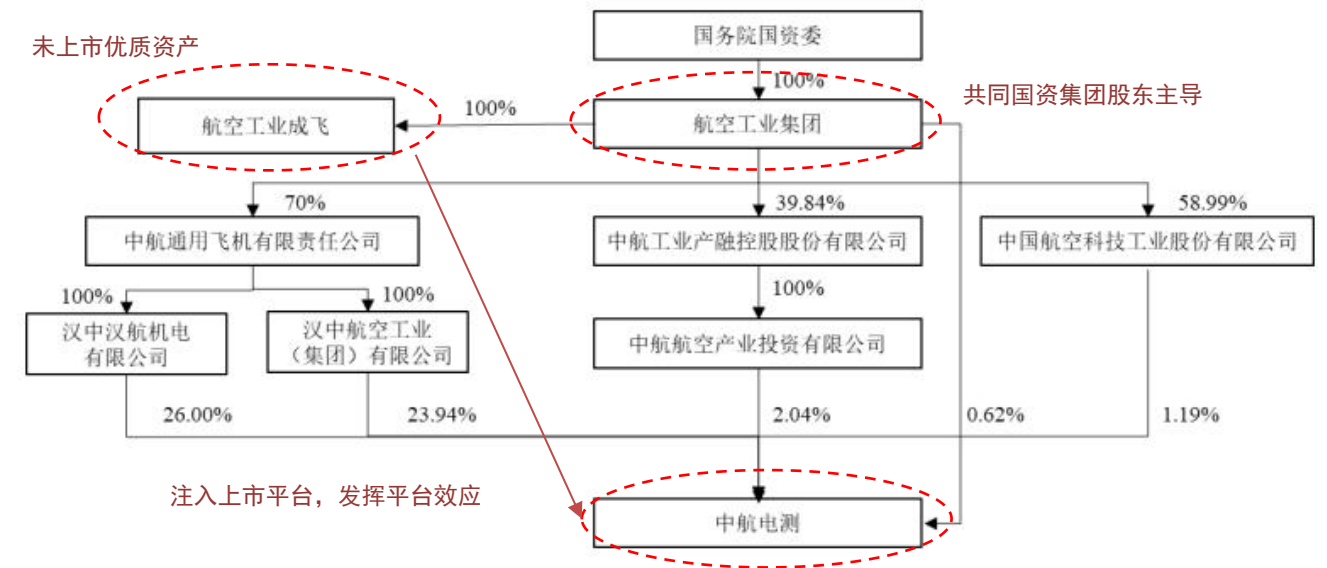 国务院国资委
未上市优质资产
100%
共同国资集团股东主导
100%
航空工业成飞
航空工业集团
70%
39.84%
58.99%
中航通用飞机有限责任公司
中航工业产融控股股份有限公司
中国航空科技工业股份有限公司
100%
100%
100%
汉中汉航机电
有限公司
汉中航空工业
（集团）有限公司
中航航空产业投资有限公司
26.00%
23.94%
2.04%
0.62%
1.19%
注入上市平台，发挥平台效应
中航电测